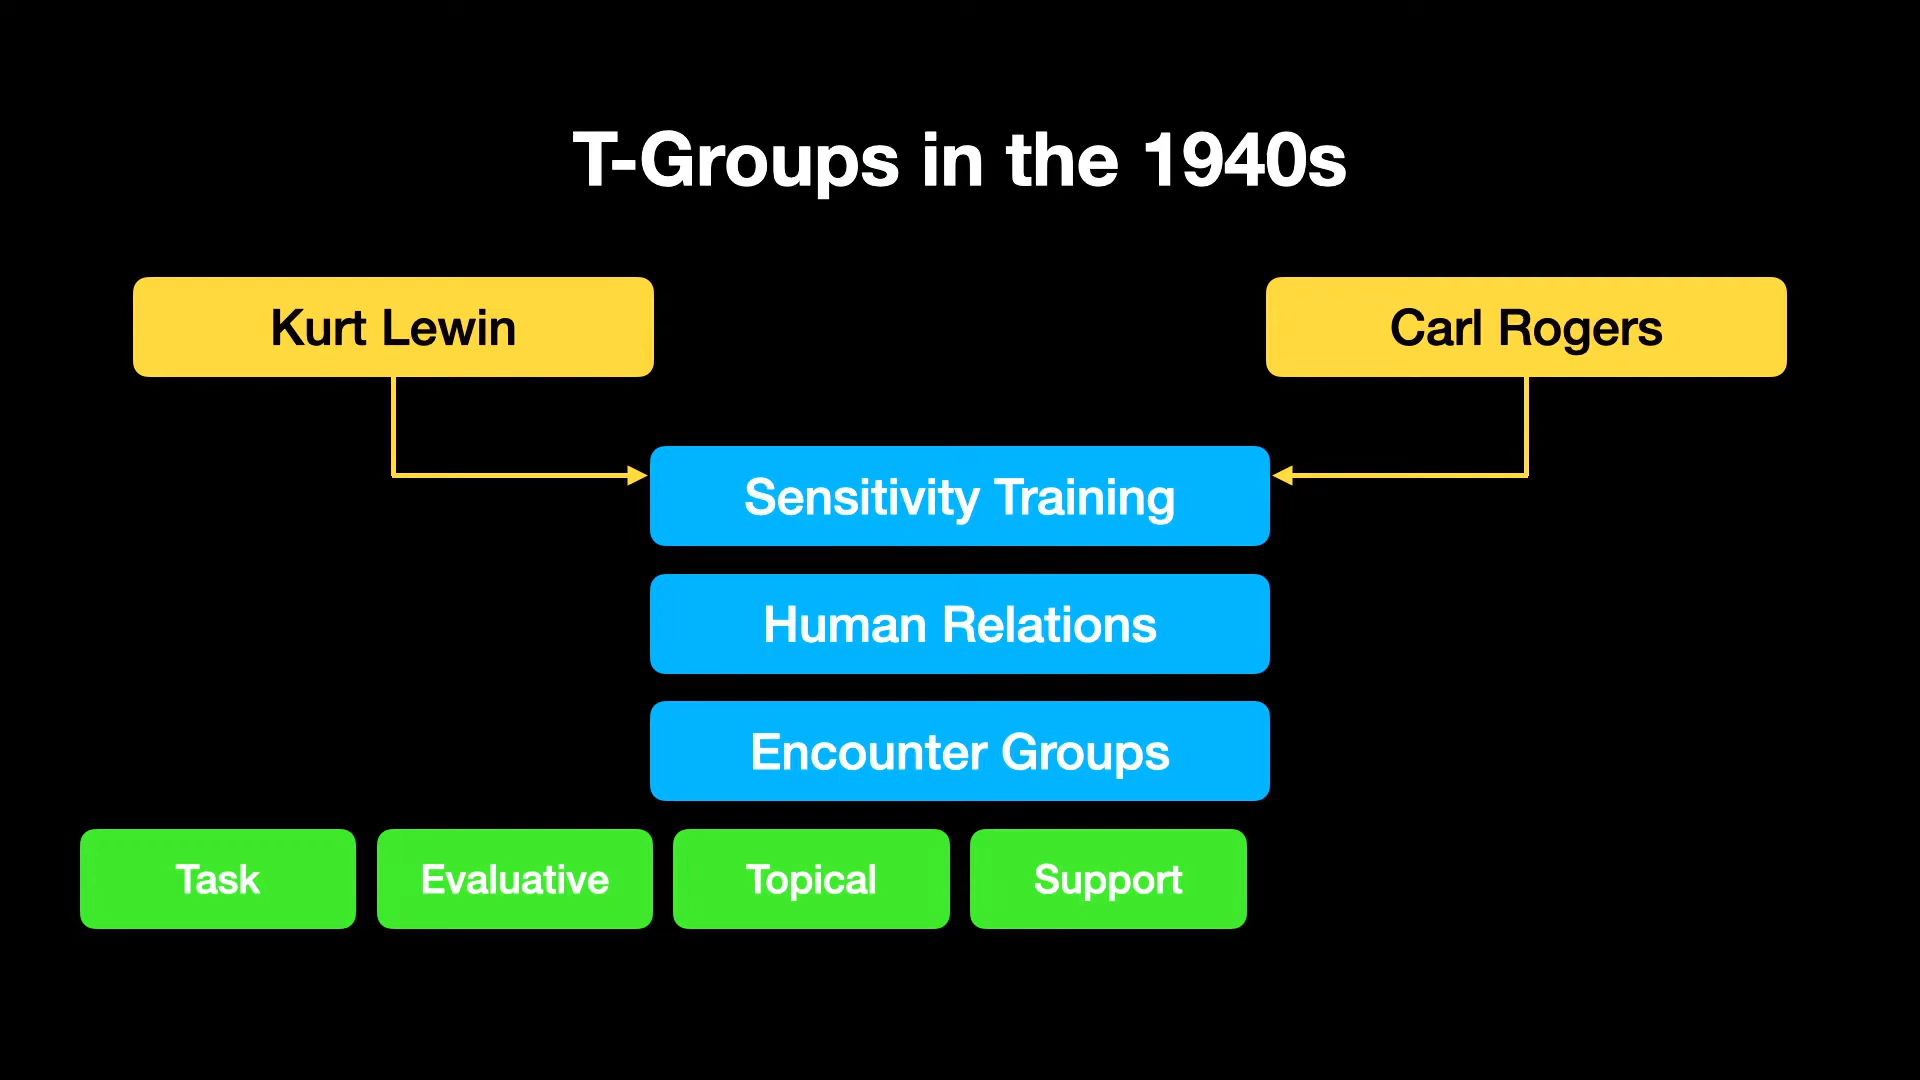 T-Groups in the 1940s
Kurt Lewin
Carl Rogers
Sensitivity Training
Human Relations
Encounter Groups
Task
Evaluative
Topical
Support